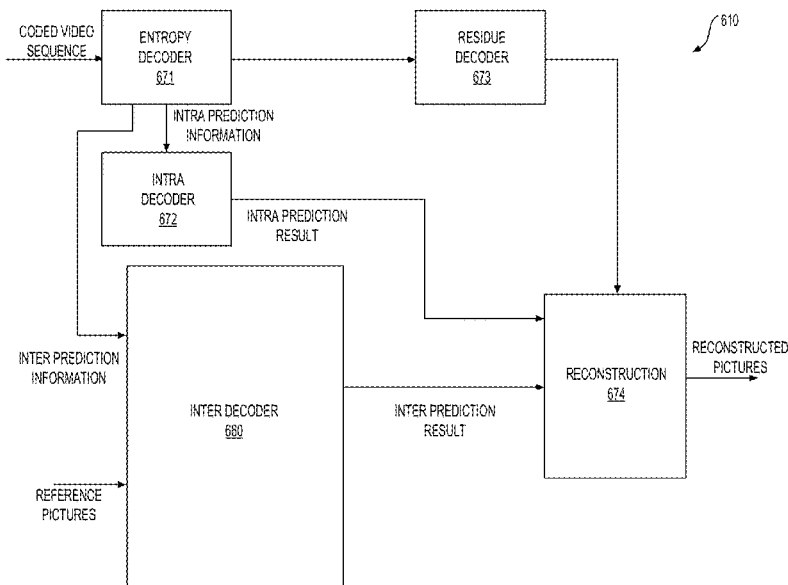 CODED VIDEO
SEQUENCE
ENTROPY
DECODER
671
RESIDUE
DECODER
673
610
INTRA PREDICTION
INFORMATION
INTRA
DECODER
672
INTRA PREDICTION
RESULT
INTER PREDICTION
INFORMATION
INTER DECODER
680
INTER PREDICTION
RESULT
RECONSTRUCTION
674
RECONSTRUCTED
PICTURES
REFERENCE
PICTURES